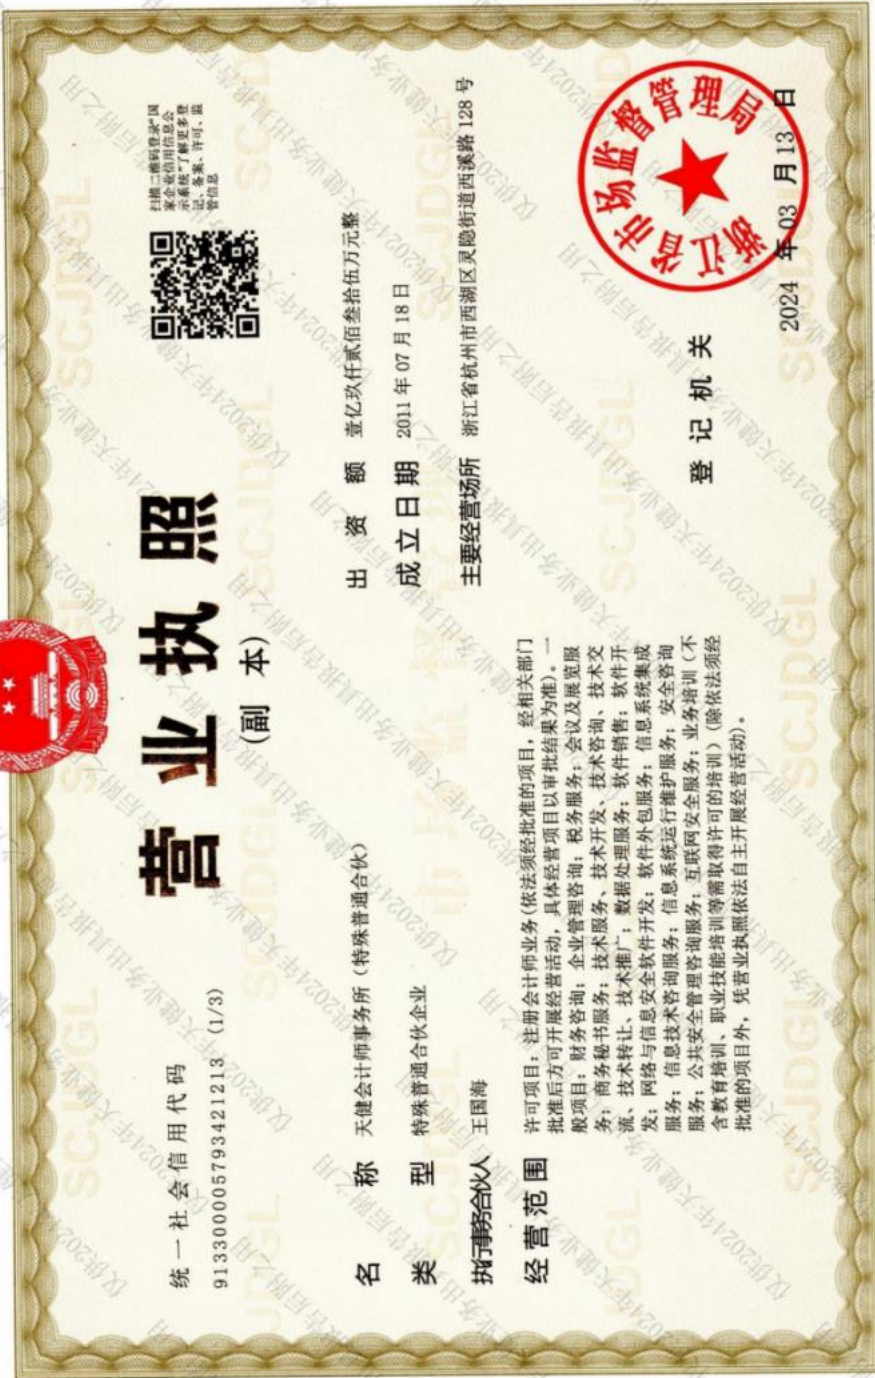 统一社会信用代码
913300005793421213 (1/3)
营业执照
(副 本)
扫描二维码登录“国
家企业信用信息公
示系统”了解更多登
记、备案、许可、监
管信息
名 称 天健会计师事务所（特殊普通合伙）
类 型 特殊普通合伙企业
执行事务合伙人 王国海
经营范围 许可项目：注册会计师业务(依法须经批准的项目，经相关部门
批准后方可开展经营活动，具体经营项目以审批结果为准)。一
般项目：财务咨询；企业管理咨询；税务服务；会议及展览服
务；商务秘书服务；技术服务、技术开发、技术咨询、技术交
流、技术转让、技术推广；数据处理服务；软件销售；软件开
发；网络与信息安全软件开发；软件外包服务；信息系统集成
服务；信息技术咨询服务；信息系统运行维护服务；安全咨询
服务；公共安全管理咨询服务；互联网安全服务；业务培训（不
含教育培训、职业技能培训等需取得许可的培训）(除依法须经
批准的项目外，凭营业执照依法自主开展经营活动)。
出 资 额 壹亿玖仟贰佰叁拾伍万元整
成立日期 2011年07月18日
主要经营场所 浙江省杭州市西湖区灵隐街道西溪路128号
登记机关
浙江省市场监督管理局
2024 年 03 月 13 日
仅供2024年天健业务出具报告后附之用
SCJDGL